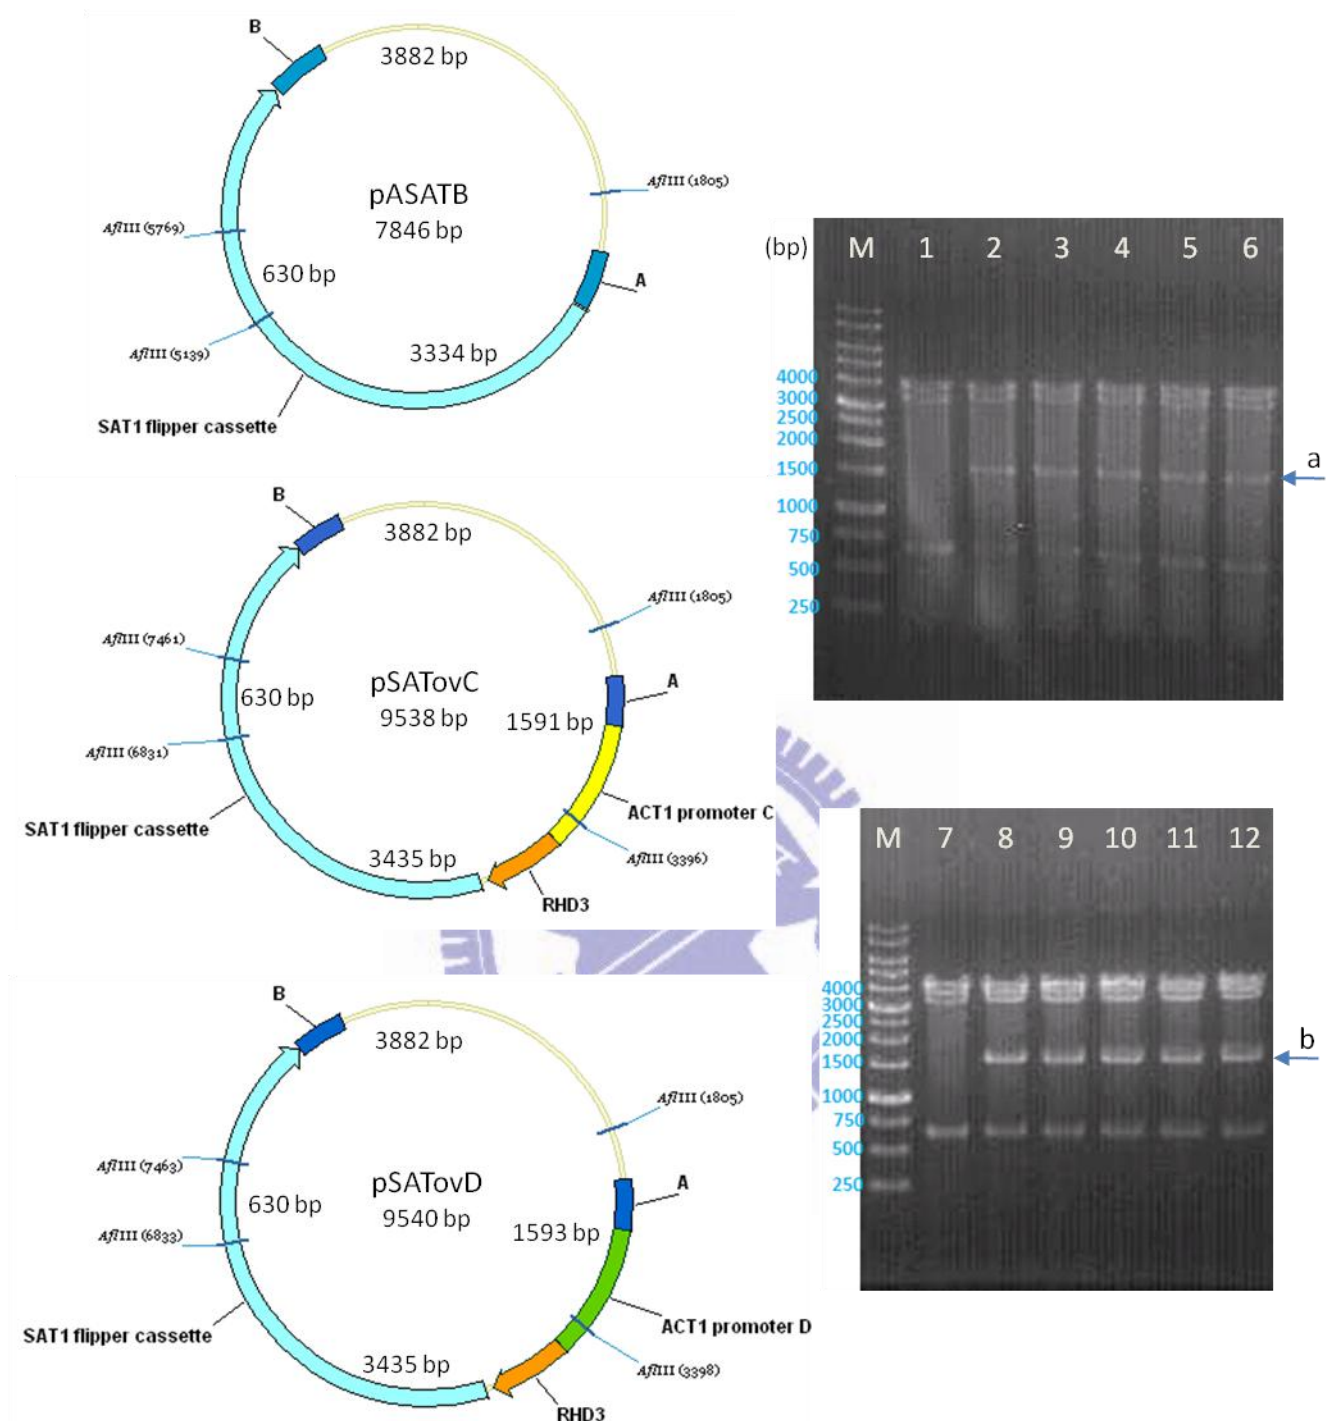 B
3882 bp
AflIII (1805)
pASATB
7846 bp
AflIII (5769)
630 bp
A
AflIII (5139)
3334 bp
SAT1 flipper cassette
(bp) M 1 2 3 4 5 6
4000
3000
2500
2000
1500
a
1000
750
500
250
B
3882 bp
AflIII (1805)
AflIII (7461)
pSATovC
9538 bp
630 bp
A
1591 bp
AflIII (6831)
ACT1 promoter C
SAT1 flipper cassette
3435 bp
AflIII (3396)
RHD3
M 7 8 9 10 11 12
4000
3000
2500
2000
1500
b
1000
750
500
250
B
3882 bp
AflIII (1805)
AflIII (7463)
pSATovD
9540 bp
630 bp
A
1593 bp
AflIII (6833)
ACT1 promoter D
SAT1 flipper cassette
3435 bp
AflIII (3398)
RHD3